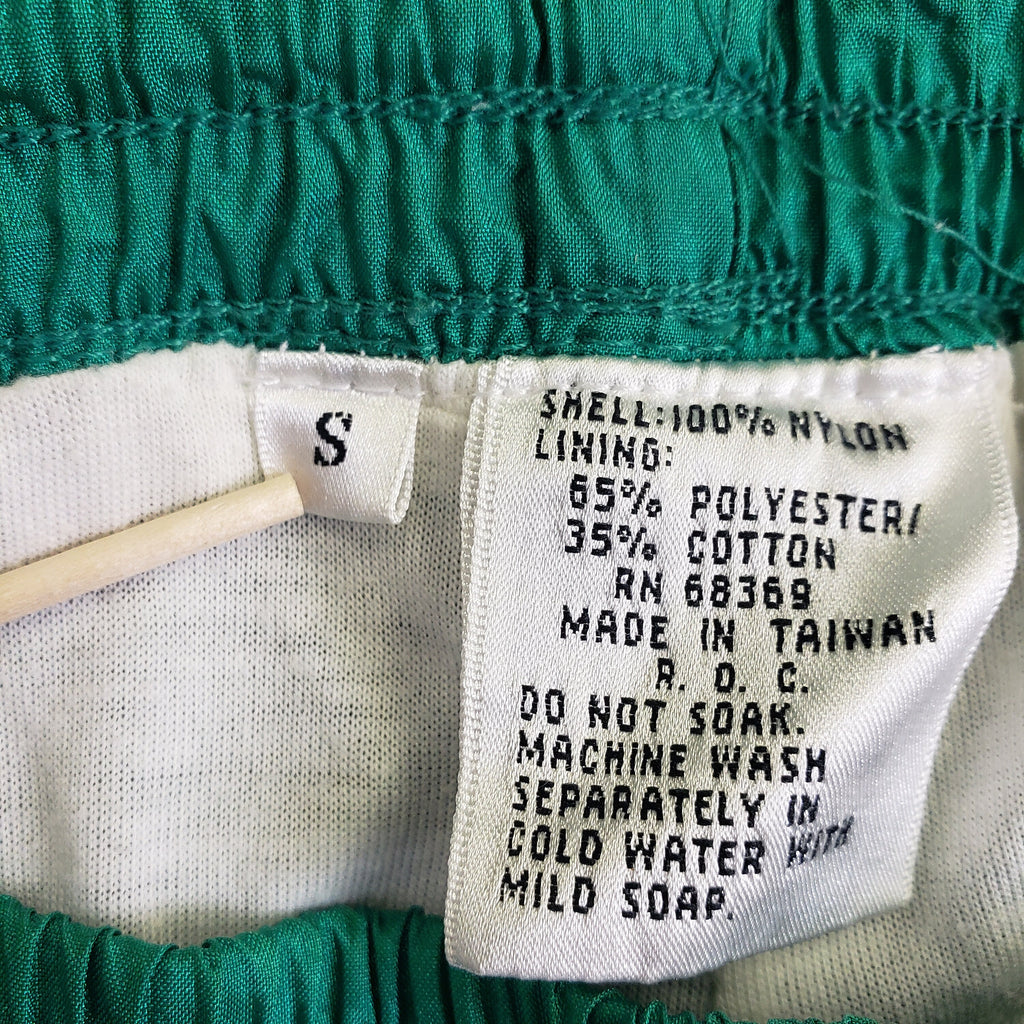 S
SHELL:100% NYLON
LINING:
65% POLYESTER/
35% COTTON
RN 68369
MADE IN TAIWAN
R. O. C.
DO NOT SOAK.
MACHINE WASH
SEPARATELY IN
COLD WATER WITH
MILD SOAP.